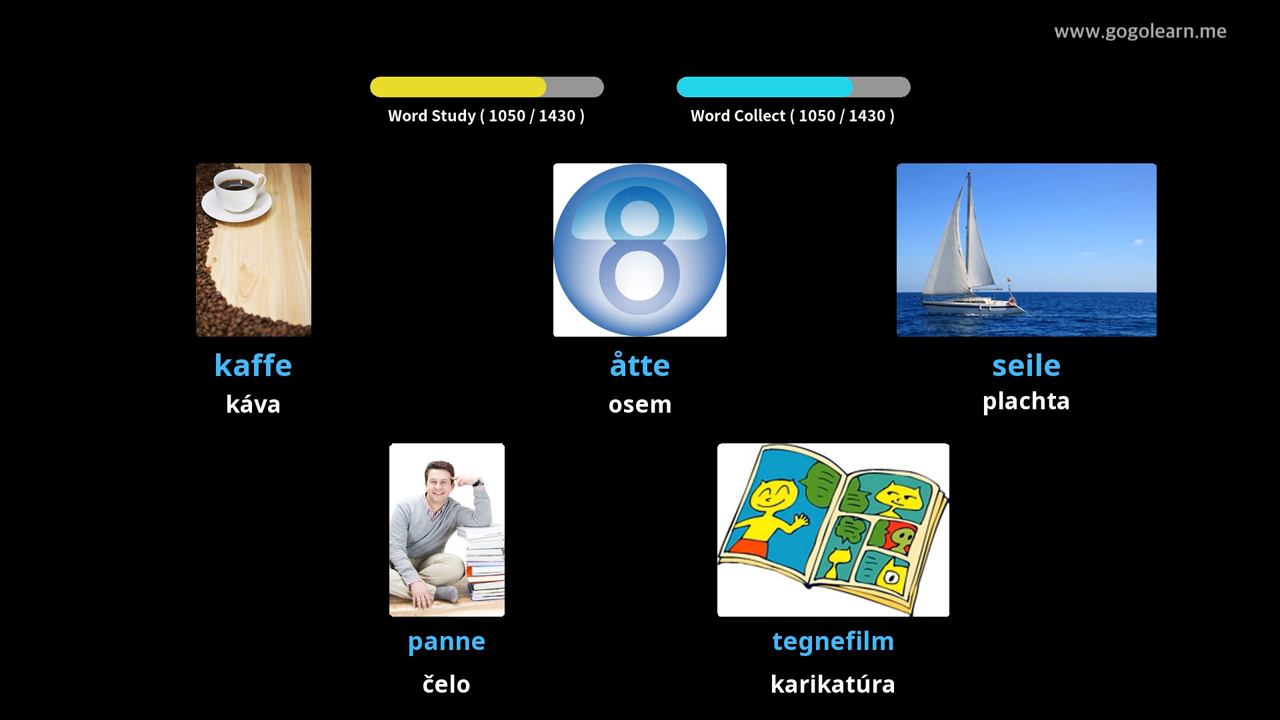 www.gogolearn.me
Word Study ( 1050 / 1430 )
Word Collect ( 1050 / 1430 )
8
kaffe
káva
åtte
osem
seile
plachta
panne
čelo
tegnefilm
karikatúra